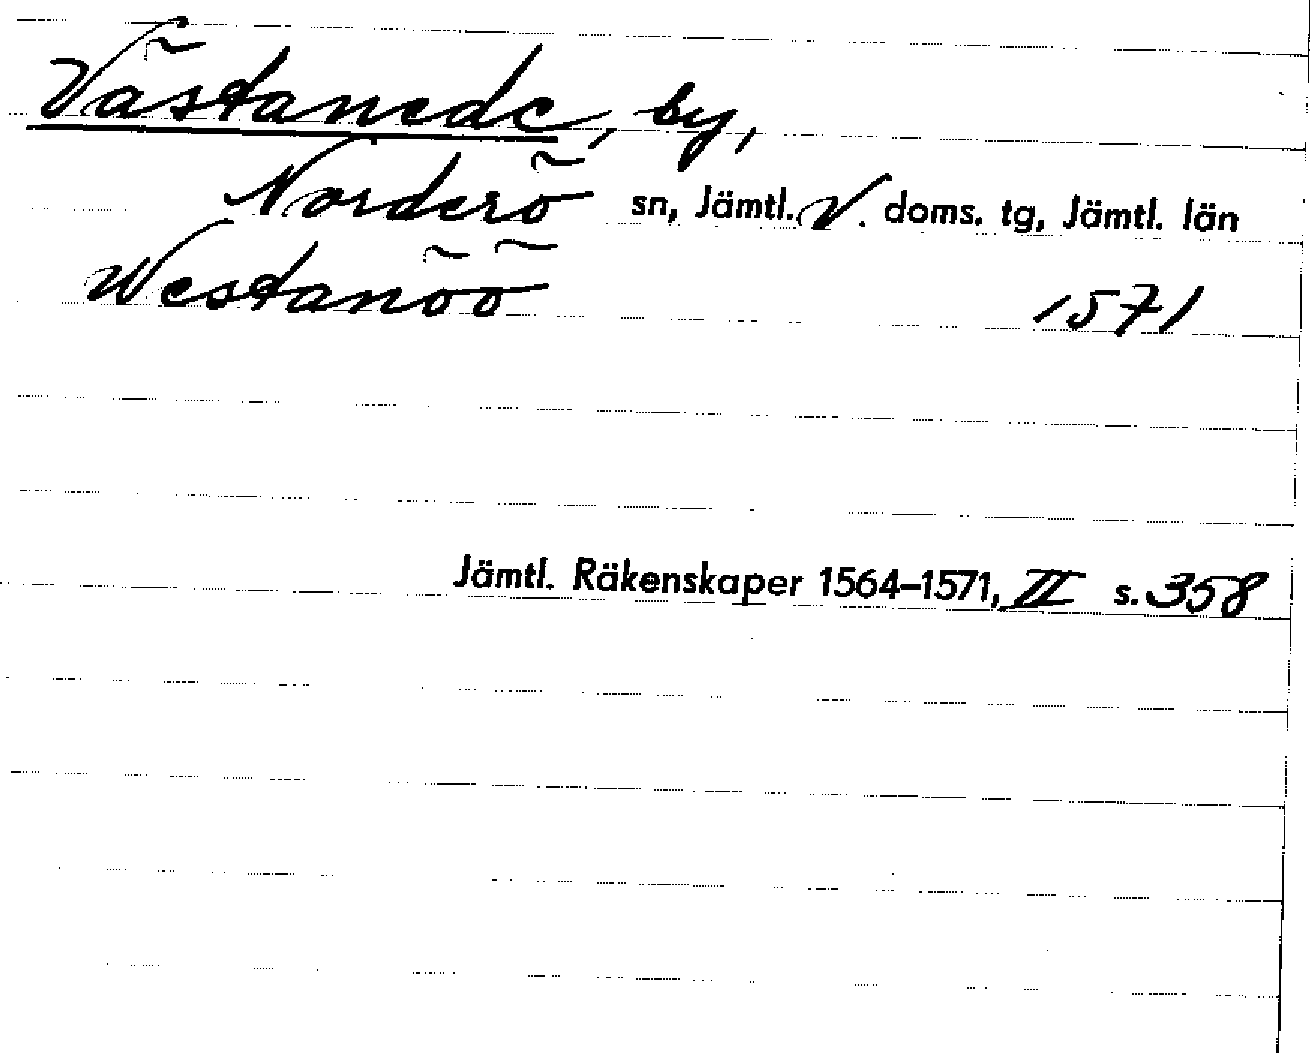 Västanede, by,
Norderö sn, Jämtl. V. doms. tg, Jämtl. län
Westanöö 1571
Jämtl. Räkenskaper 1564–1571, II s. 358